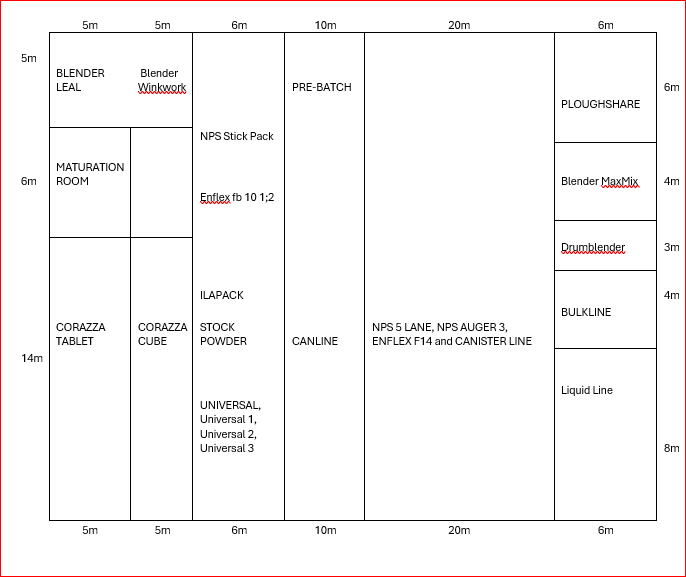 5m 5m 6m 10m 20m 6m
5m
BLENDER LEAL
Blender Winkwork
PRE-BATCH
6m
PLOUGHSHARE
NPS Stick Pack
MATURATION ROOM
6m
Enflex fb 10 1;2
Blender MaxMix
4m
Drumblender
3m
ILAPACK
4m
BULKLINE
CORAZZA TABLET
CORAZZA CUBE
STOCK POWDER
CANLINE
NPS 5 LANE, NPS AUGER 3,
ENFLEX F14 and CANISTER LINE
14m
Liquid Line
UNIVERSAL,
Universal 1,
Universal 2,
Universal 3
8m
5m 5m 6m 10m 20m 6m